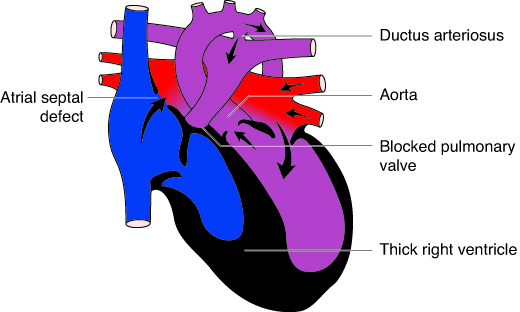 Ductus arteriosus
Atrial septal
defect
Aorta
Blocked pulmonary
valve
Thick right ventricle